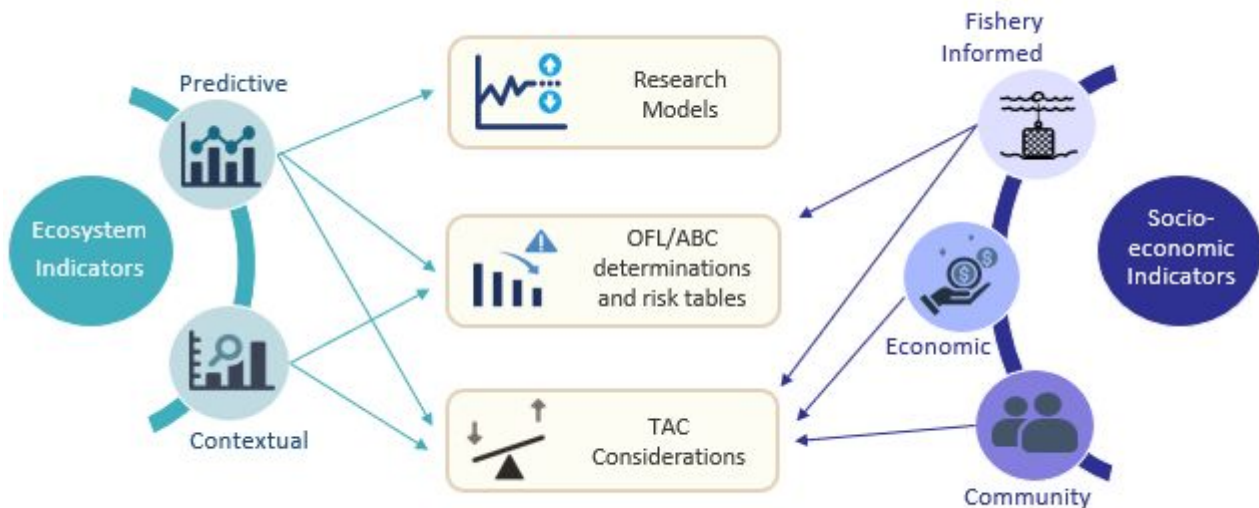 Ecosystem
Indicators
Predictive
Contextual
Research
Models
OFL/ABC
determinations
and risk tables
TAC
Considerations
Fishery
Informed
Economic
Community
Socio-
economic
Indicators